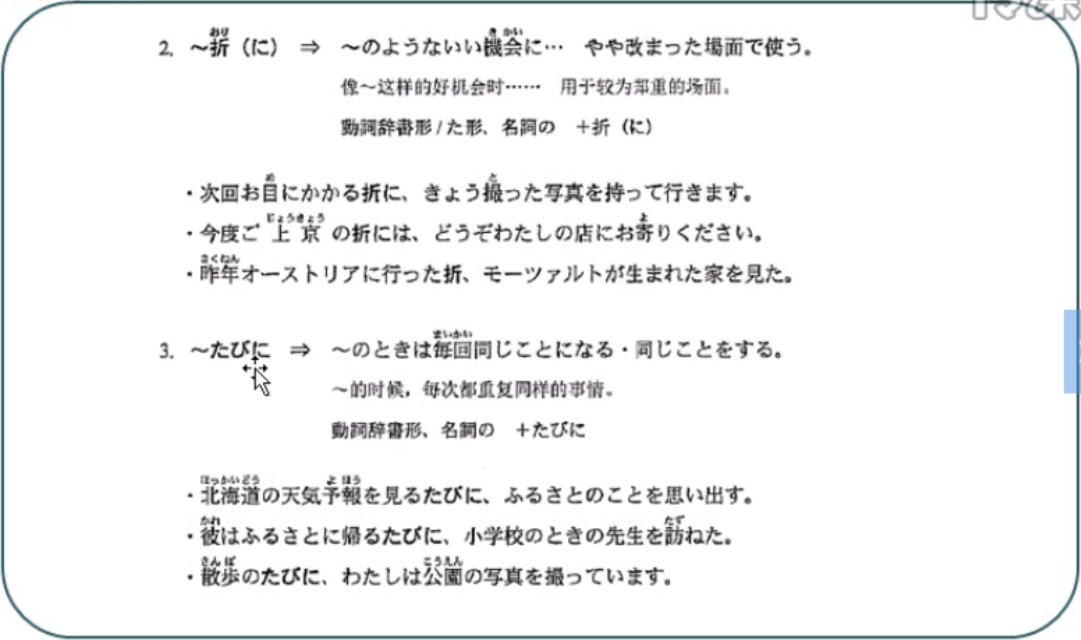 2. ～折（に） ⇒ ～のようないい機会に… やや改まった場面で使う。
像～这样的好机会时…… 用于较为郑重的场面。
動詞辞書形/た形、名詞の ＋折（に）
・次回お目にかかる折に、きょう撮った写真を持って行きます。
・今度ご上京の折には、どうぞわたしの店にお寄りください。
・昨年オーストリアに行った折、モーツァルトが生まれた家を見た。
3. ～たびに ⇒ ～のときは毎回同じことになる・同じことをする。
～的时候，每次都重复同样的事情。
動詞辞書形、名詞の ＋たびに
・北海道の天気予報を見るたびに、ふるさとのことを思い出す。
・彼はふるさとに帰るたびに、小学校のときの先生を訪ねた。
・散歩のたびに、わたしは公園の写真を撮っています。